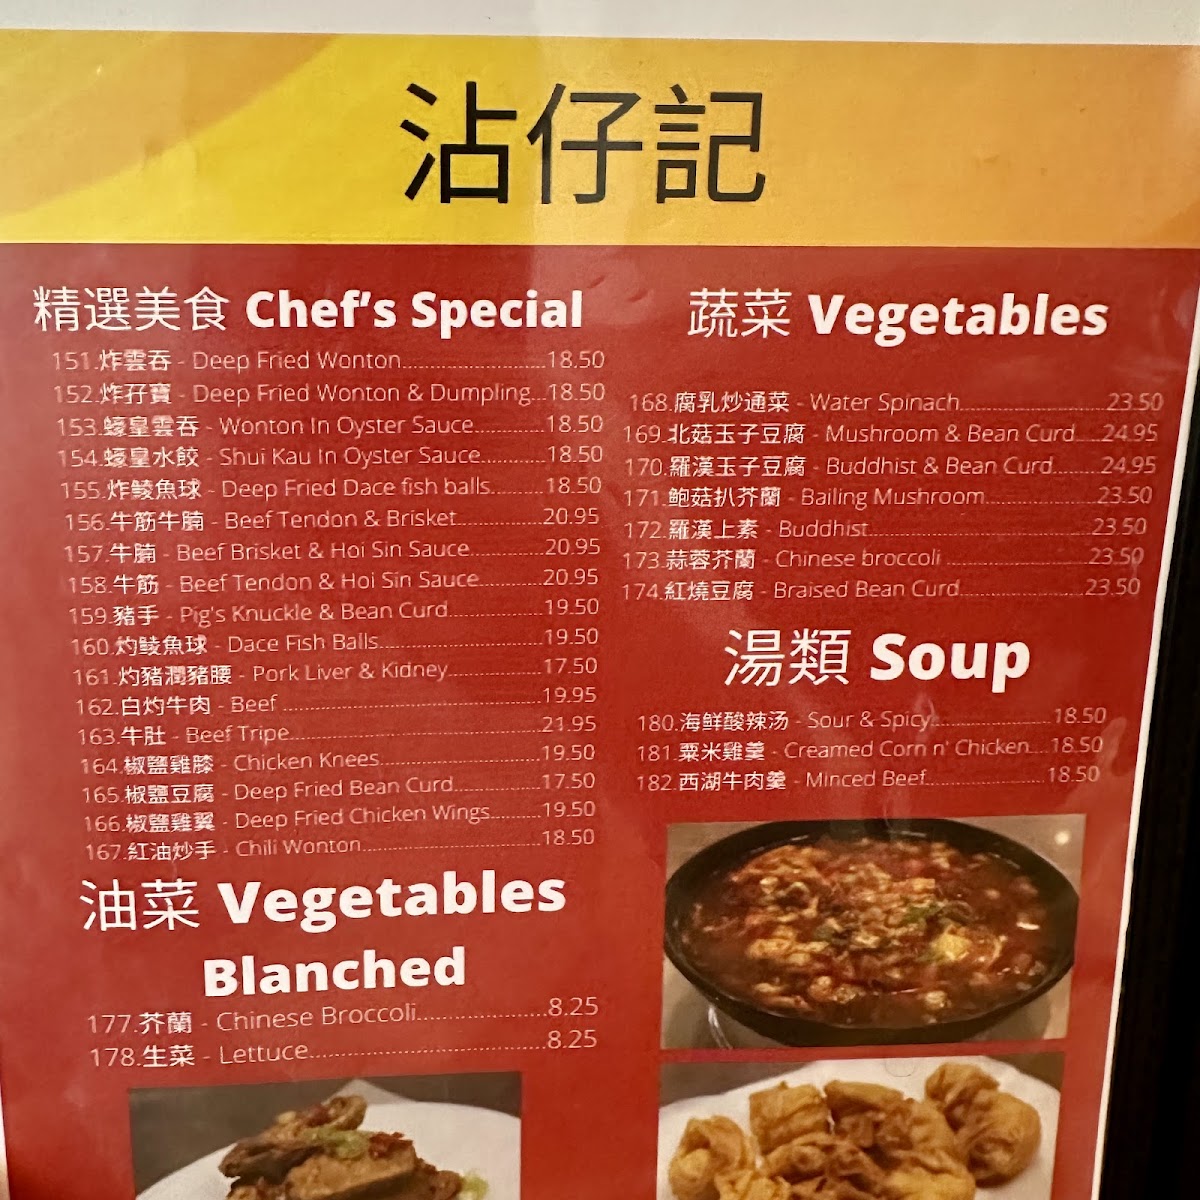 沾仔記
精選美食 Chef's Special
151.炸雲吞 - Deep Fried Wonton.....................18.50
152.炸孖寶 - Deep Fried Wonton & Dumpling...18.50
153.蠔皇雲吞 - Wonton In Oyster Sauce...........18.50
154.蠔皇水餃 - Shui Kau In Oyster Sauce..........18.50
155.炸鲮魚球 - Deep Fried Dace fish balls.........18.50
156.牛筋牛腩 - Beef Tendon & Brisket.............20.95
157.牛腩 - Beef Brisket & Hoi Sin Sauce...........20.95
158.牛筋 - Beef Tendon & Hoi Sin Sauce.........20.95
159.豬手 - Pig's Knuckle & Bean Curd..............19.50
160.灼鲮魚球 - Dace Fish Balls........................19.50
161.灼豬潤豬腰 - Pork Liver & Kidney..............17.50
162.白灼牛肉 - Beef .....................................19.95
163.牛肚 - Beef Tripe.....................................21.95
164.椒鹽雞膝 - Chicken Knees.......................19.50
165.椒鹽豆腐 - Deep Fried Bean Curd............17.50
166.椒鹽雞翼 - Deep Fried Chicken Wings.......19.50
167.紅油炒手 - Chili Wonton..........................18.50
油菜 Vegetables
Blanched
177.芥蘭 - Chinese Broccoli.................8.25
178.生菜 - Lettuce..............................8.25
蔬菜 Vegetables
168.腐乳炒通菜 - Water Spinach.....................23.50
169.北菇玉子豆腐 - Mushroom & Bean Curd....24.95
170.羅漢玉子豆腐 - Buddhist & Bean Curd.......24.95
171.鮑菇扒芥蘭 - Bailing Mushroom................23.50
172.羅漢上素 - Buddhist................................23.50
173.蒜蓉芥蘭 - Chinese broccoli ....................23.50
174.紅燒豆腐 - Braised Bean Curd.................23.50
湯類 Soup
180.海鲜酸辣汤 - Sour & Spicy.................18.50
181.粟米雞羹 - Creamed Corn n' Chicken...18.50
182.西湖牛肉羹 - Minced Beef.................18.50